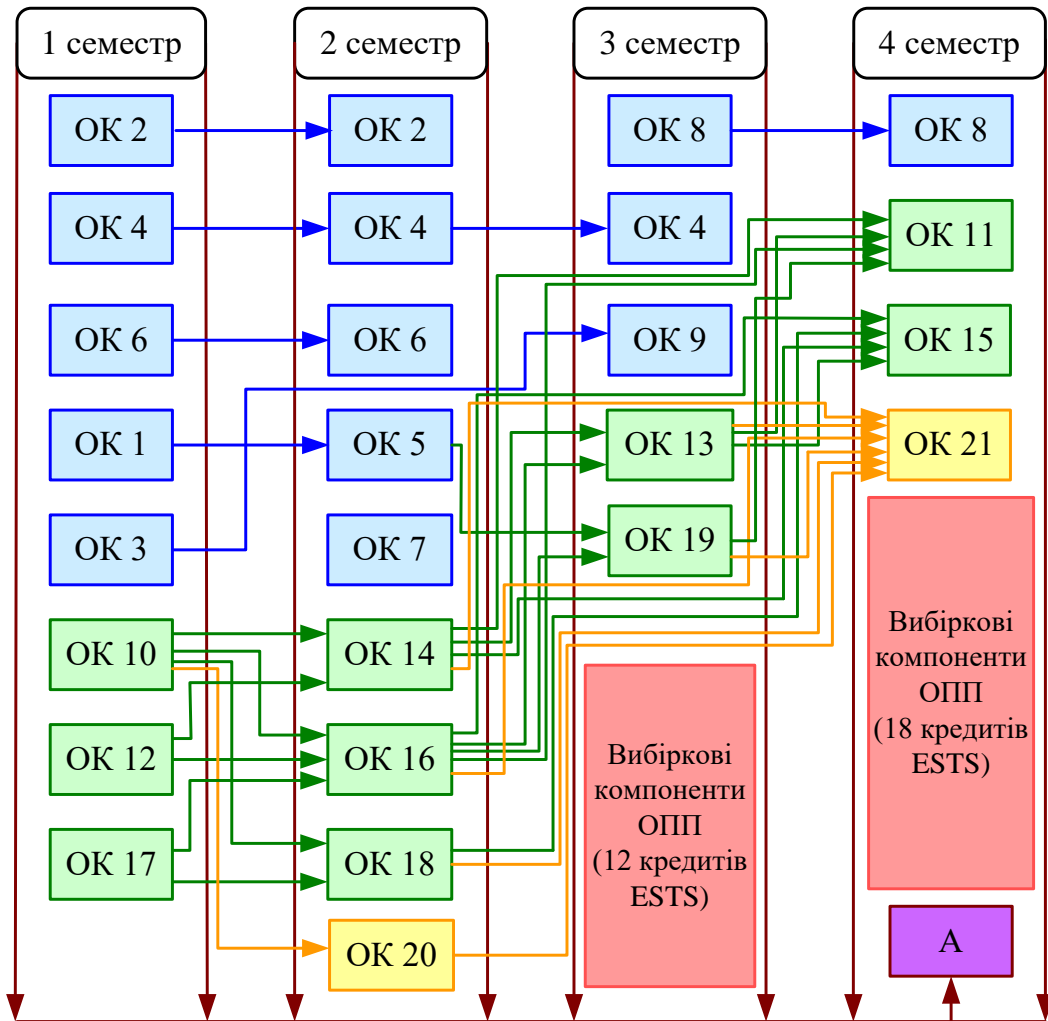 1 семестр
2 семестр
3 семестр
4 семестр
ОК 2
ОК 2
ОК 8
ОК 8
ОК 4
ОК 4
ОК 4
ОК 11
ОК 6
ОК 6
ОК 9
ОК 15
ОК 1
ОК 5
ОК 13
ОК 21
ОК 3
ОК 7
ОК 19
ОК 10
ОК 14
Вибіркові
компоненти
ОПП
(18 кредитів
ESTS)
ОК 12
ОК 16
Вибіркові
компоненти
ОПП
(12 кредитів
ESTS)
ОК 17
ОК 18
ОК 20
А